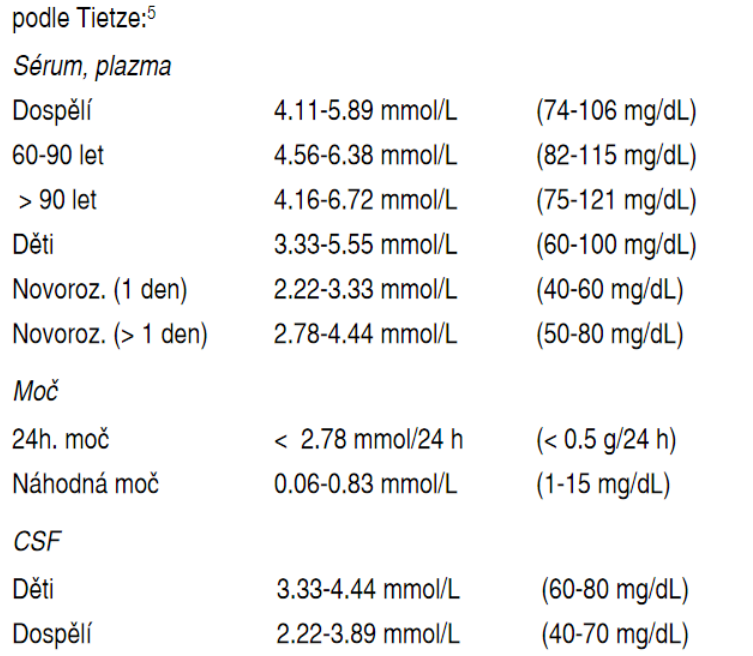 podle Tietze:⁵
Sérum, plazma
Dospělí 4.11-5.89 mmol/L (74-106 mg/dL)
60-90 let 4.56-6.38 mmol/L (82-115 mg/dL)
> 90 let 4.16-6.72 mmol/L (75-121 mg/dL)
Děti 3.33-5.55 mmol/L (60-100 mg/dL)
Novoroz. (1 den) 2.22-3.33 mmol/L (40-60 mg/dL)
Novoroz. (> 1 den) 2.78-4.44 mmol/L (50-80 mg/dL)
Moč
24h. moč < 2.78 mmol/24 h (< 0.5 g/24 h)
Náhodná moč 0.06-0.83 mmol/L (1-15 mg/dL)
CSF
Děti 3.33-4.44 mmol/L (60-80 mg/dL)
Dospělí 2.22-3.89 mmol/L (40-70 mg/dL)